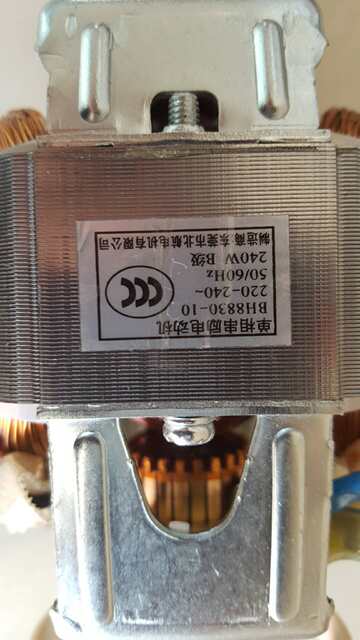 单相串励电动机
BH8830-10
220-240~
50/60Hz
240W B级
制造商:东莞市北航电机有限公司
CCC